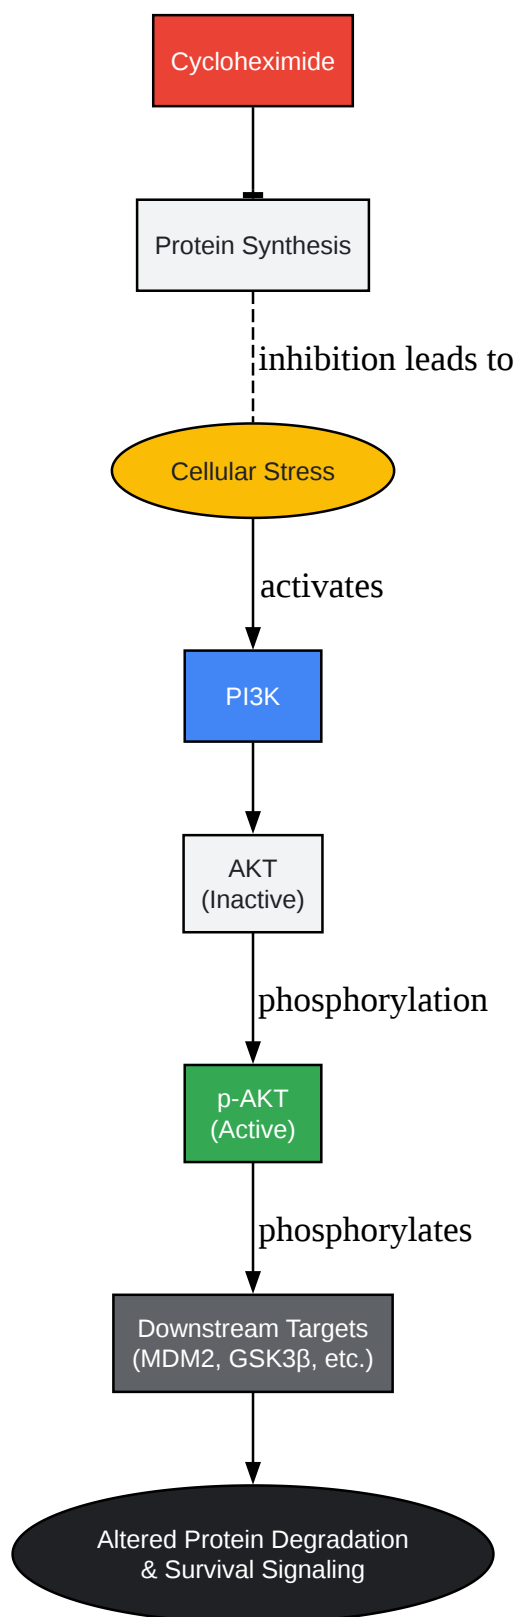 Cycloheximide
Protein Synthesis
inhibition leads to
Cellular Stress
activates
PI3K
AKT
(Inactive)
phosphorylation
p-AKT
(Active)
phosphorylates
Downstream Targets
(MDM2, GSK3β, etc.)
Altered Protein Degradation
& Survival Signaling